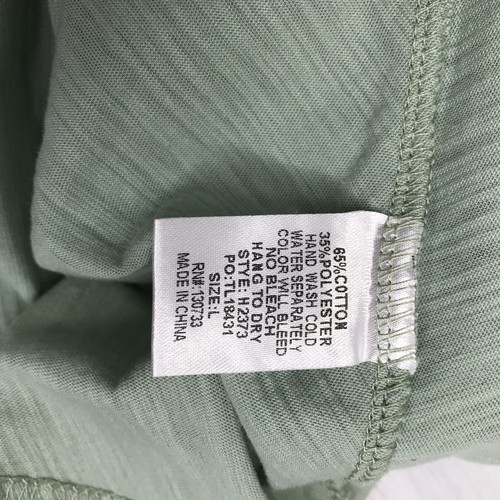 65%COTTON
35%POLYESTER
HAND WASH COLD
WATER SEPARATELY
COLOR WILL BLEED
NO BLEACH
HANG TO DRY
STYLE: H2373
PO:TL18431
SIZE:L
RN#:130733
MADE IN CHINA